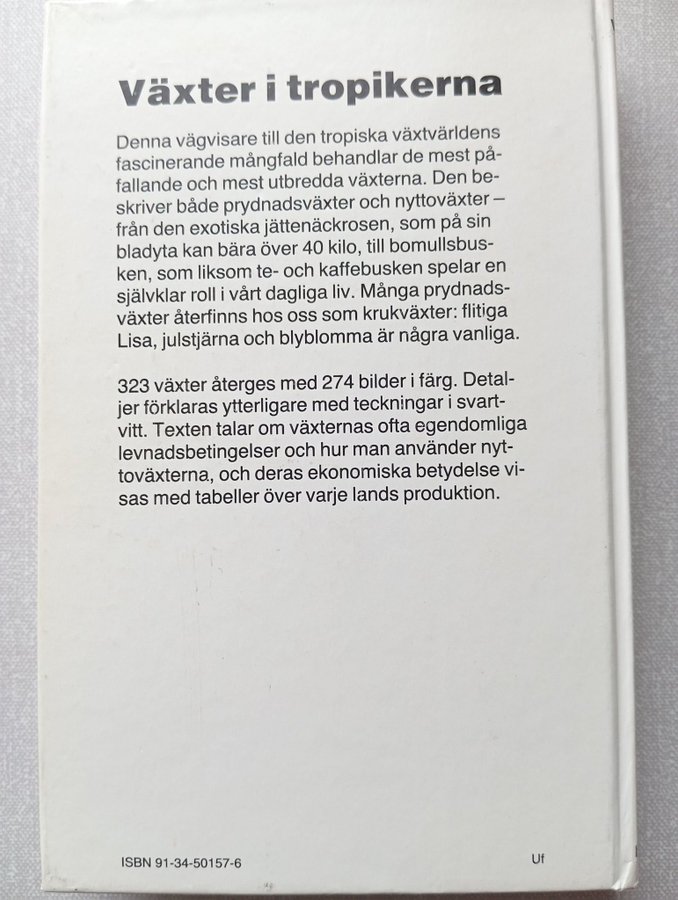 Växter i tropikerna
Denna vägvisare till den tropiska växtvärldens
fascinerande mångfald behandlar de mest på-
fallande och mest utbredda växterna. Den be-
skriver både prydnadsväxter och nyttoväxter –
från den exotiska jättenäckrosen, som på sin
bladyta kan bära över 40 kilo, till bomullsbus-
ken, som liksom te- och kaffebusken spelar en
självklar roll i vårt dagliga liv. Många prydnads-
växter återfinns hos oss som krukväxter: flitiga
Lisa, julstjärna och blyblomma är några vanliga.
323 växter återges med 274 bilder i färg. Detal-
jer förklaras ytterligare med teckningar i svart-
vitt. Texten talar om växternas ofta egendomliga
levnadsbetingelser och hur man använder nyt-
toväxterna, och deras ekonomiska betydelse vi-
sas med tabeller över varje lands produktion.
ISBN 91-34-50157-6
Uf